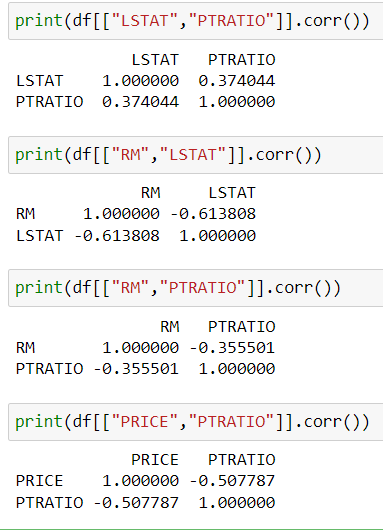 print(df[["LSTAT","PTRATIO"]].corr())
LSTAT PTRATIO
LSTAT 1.000000 0.374044
PTRATIO 0.374044 1.000000
print(df[["RM","LSTAT"]].corr())
RM LSTAT
RM 1.000000 -0.613808
LSTAT -0.613808 1.000000
print(df[["RM","PTRATIO"]].corr())
RM PTRATIO
RM 1.000000 -0.355501
PTRATIO -0.355501 1.000000
print(df[["PRICE","PTRATIO"]].corr())
PRICE PTRATIO
PRICE 1.000000 -0.507787
PTRATIO -0.507787 1.000000